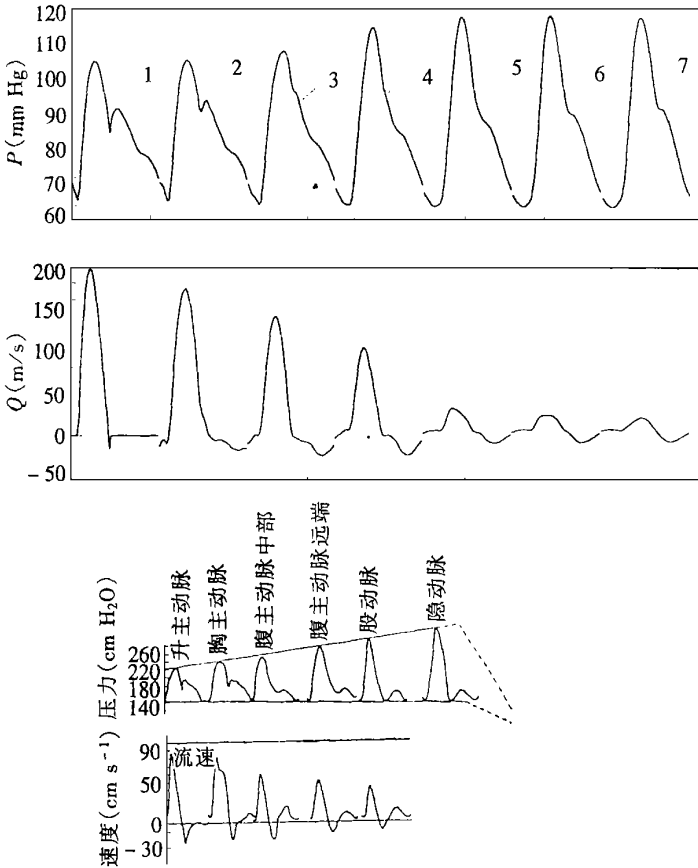 120
110
100
90
80
70
60
P (mm Hg)
1
2
3
4
5
6
7
200
150
100
50
0
－50
Q (m/s)
升主动脉
胸主动脉
腹主动脉中部
腹主动脉远端
股动脉
隐动脉
260
220
180
140
压力(cm H₂O)
流速
90
50
0
－30
速度(cm s⁻¹)